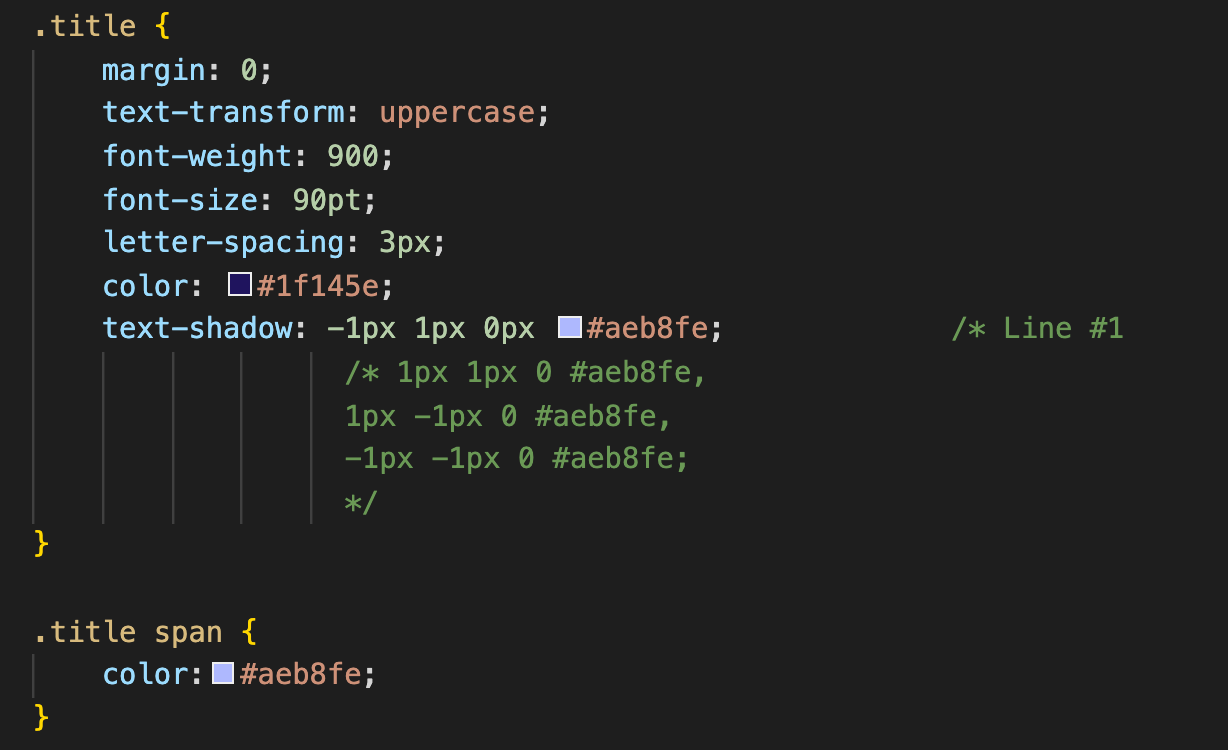 .title {
margin: 0;
text-transform: uppercase;
font-weight: 900;
font-size: 90pt;
letter-spacing: 3px;
color: #1f145e;
text-shadow: -1px 1px 0px #aeb8fe; /* Line #1
/* 1px 1px 0 #aeb8fe,
1px -1px 0 #aeb8fe,
-1px -1px 0 #aeb8fe;
*/
}
.title span {
color: #aeb8fe;
}